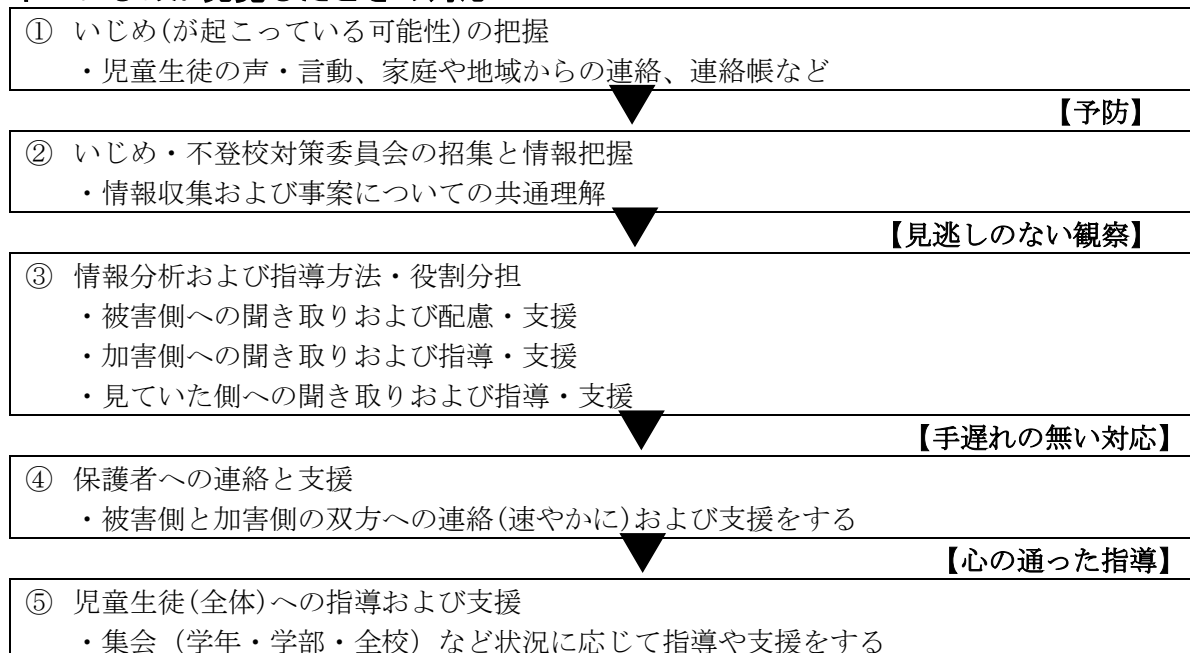 ① いじめ(が起こっている可能性)の把握
・児童生徒の声・言動、家庭や地域からの連絡、連絡帳など
【予防】
② いじめ・不登校対策委員会の招集と情報把握
・情報収集および事案についての共通理解
【見逃しのない観察】
③ 情報分析および指導方法・役割分担
・被害側への聞き取りおよび配慮・支援
・加害側への聞き取りおよび指導・支援
・見ていた側への聞き取りおよび指導・支援
【手遅れの無い対応】
④ 保護者への連絡と支援
・被害側と加害側の双方への連絡(速やかに)および支援をする
【心の通った指導】
⑤ 児童生徒(全体)への指導および支援
・集会（学年・学部・全校）など状況に応じて指導や支援をする